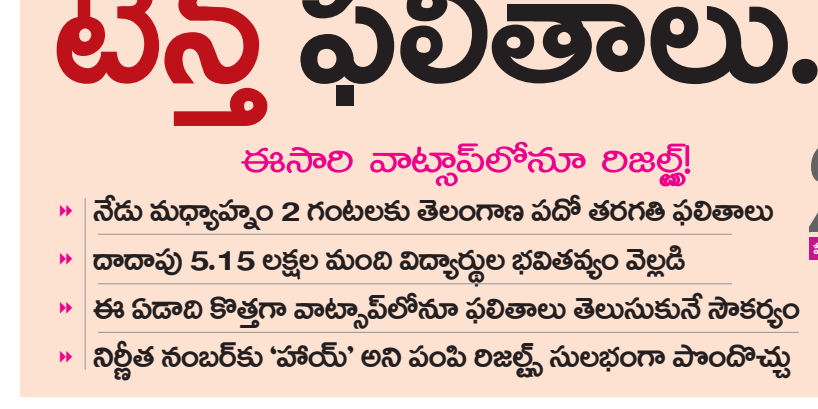 టెన్త్ ఫలితాలు.
ఈసారి వాట్సాప్‌లోనూ రిజల్ట్స్!
నేడు మధ్యాహ్నం 2 గంటలకు తెలంగాణ పదో తరగతి ఫలితాలు
దాదాపు 5.15 లక్షల మంది విద్యార్థుల భవితవ్యం వెల్లడి
ఈ ఏడాది కొత్తగా వాట్సాప్‌లోనూ ఫలితాలు తెలుసుకునే సౌకర్యం
నిర్ణీత నంబర్‌కు ‘హాయ్’ అని పంపి రిజల్ట్స్ సులభంగా పొందొచ్చు